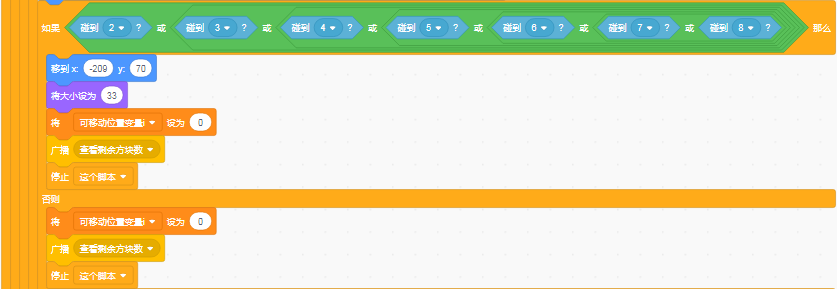 如果 碰到 2 ? 或 碰到 3 ? 或 碰到 4 ? 或 碰到 5 ? 或 碰到 6 ? 或 碰到 7 ? 或 碰到 8 ? 那么
移到 x: -209 y: 70
将大小设为 33
将 可移动位置变量 设为 0
广播 查看剩余方块数
停止 这个脚本
否则
将 可移动位置变量 设为 0
广播 查看剩余方块数
停止 这个脚本